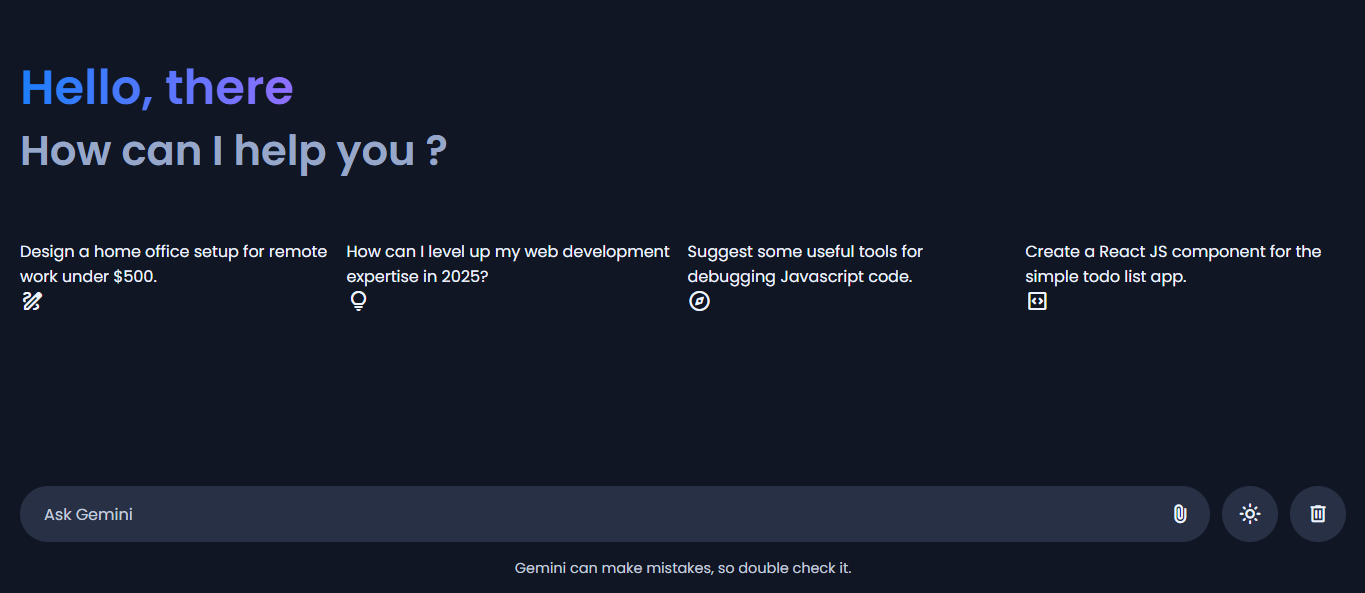 Hello, there
How can I help you ?
Design a home office setup for remote
work under $500.
How can I level up my web development
expertise in 2025?
Suggest some useful tools for
debugging Javascript code.
Create a React JS component for the
simple todo list app.
Ask Gemini
Gemini can make mistakes, so double check it.